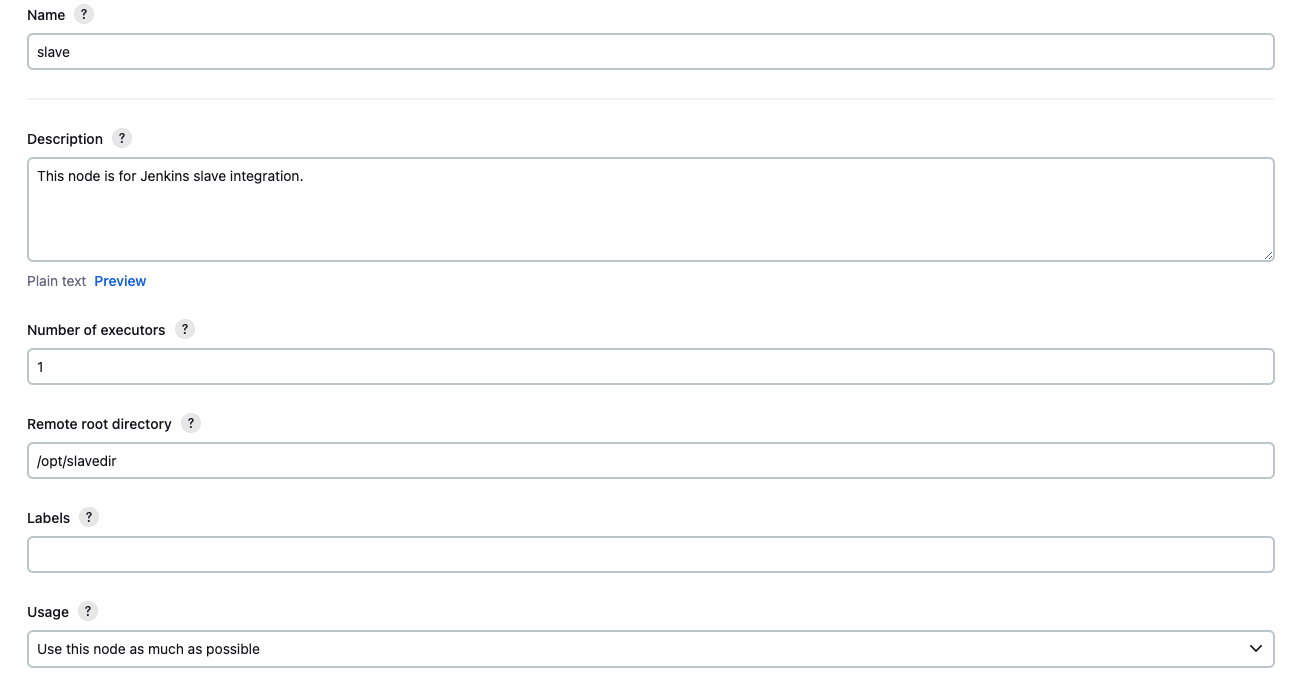 Name ?
slave
Description ?
This node is for Jenkins slave integration.
Plain text Preview
Number of executors ?
1
Remote root directory ?
/opt/slavedir
Labels ?
Usage ?
Use this node as much as possible